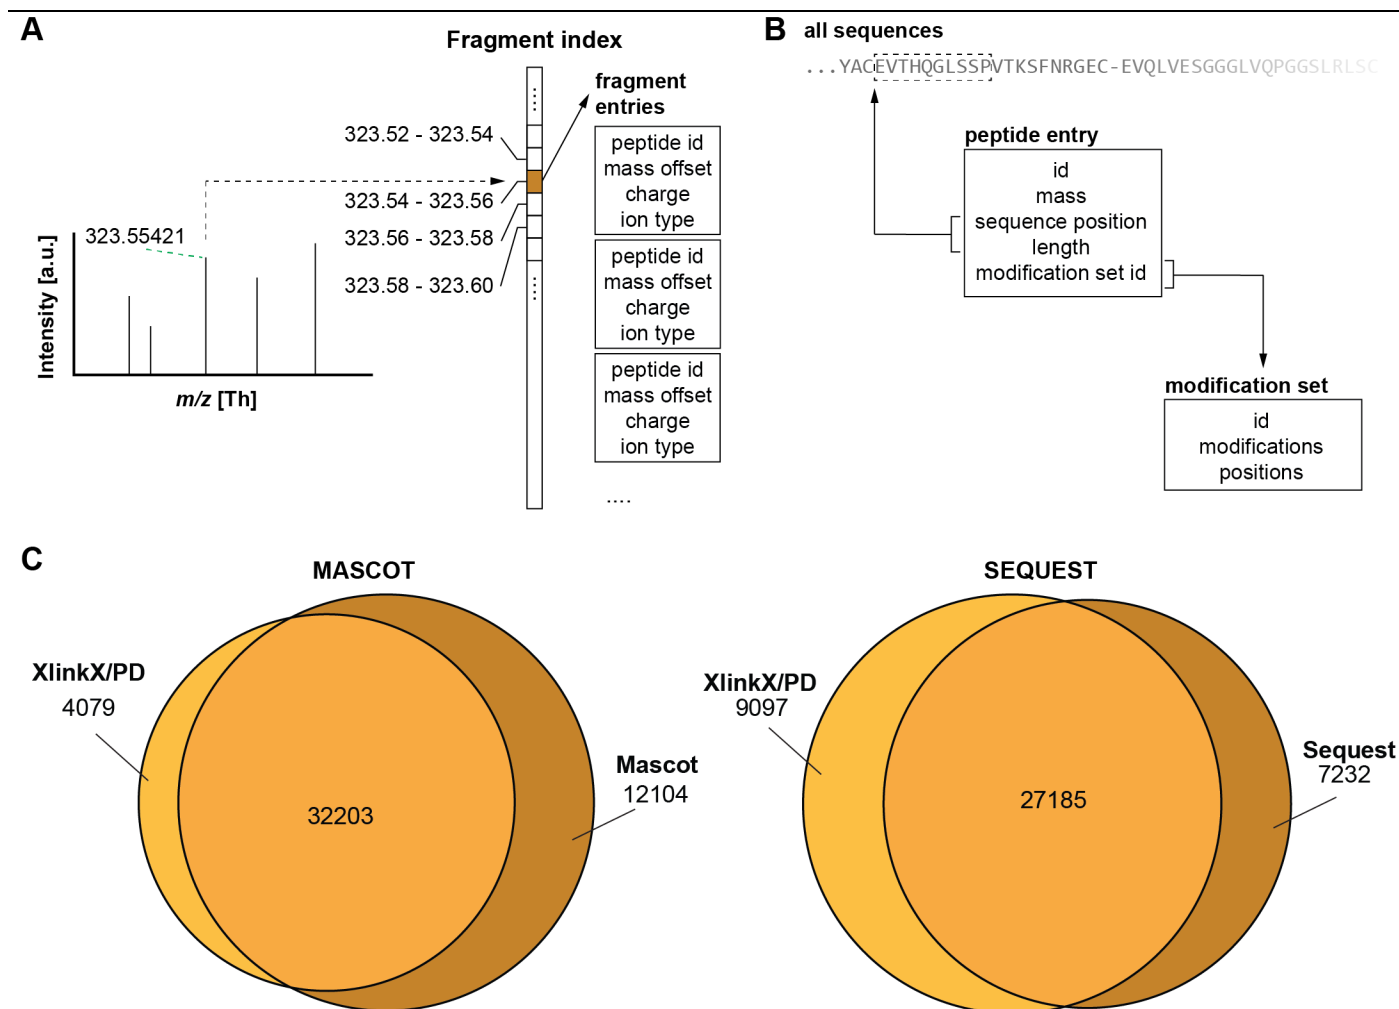 A
Fragment index
fragment
entries
323.52 - 323.54
323.54 - 323.56
323.56 - 323.58
323.58 - 323.60
323.55421
Intensity [a.u.]
m/z [Th]
peptide id
mass offset
charge
ion type
peptide id
mass offset
charge
ion type
peptide id
mass offset
charge
ion type
....
B
all sequences
...YACEVTHQGLSSPVTKSFNRGEC-EVQLVESGGGLVQPGGSLRLSC
peptide entry
id
mass
sequence position
length
modification set id
modification set
id
modifications
positions
C
MASCOT
XlinkX/PD
4079
32203
Mascot
12104
SEQUEST
XlinkX/PD
9097
27185
Sequest
7232